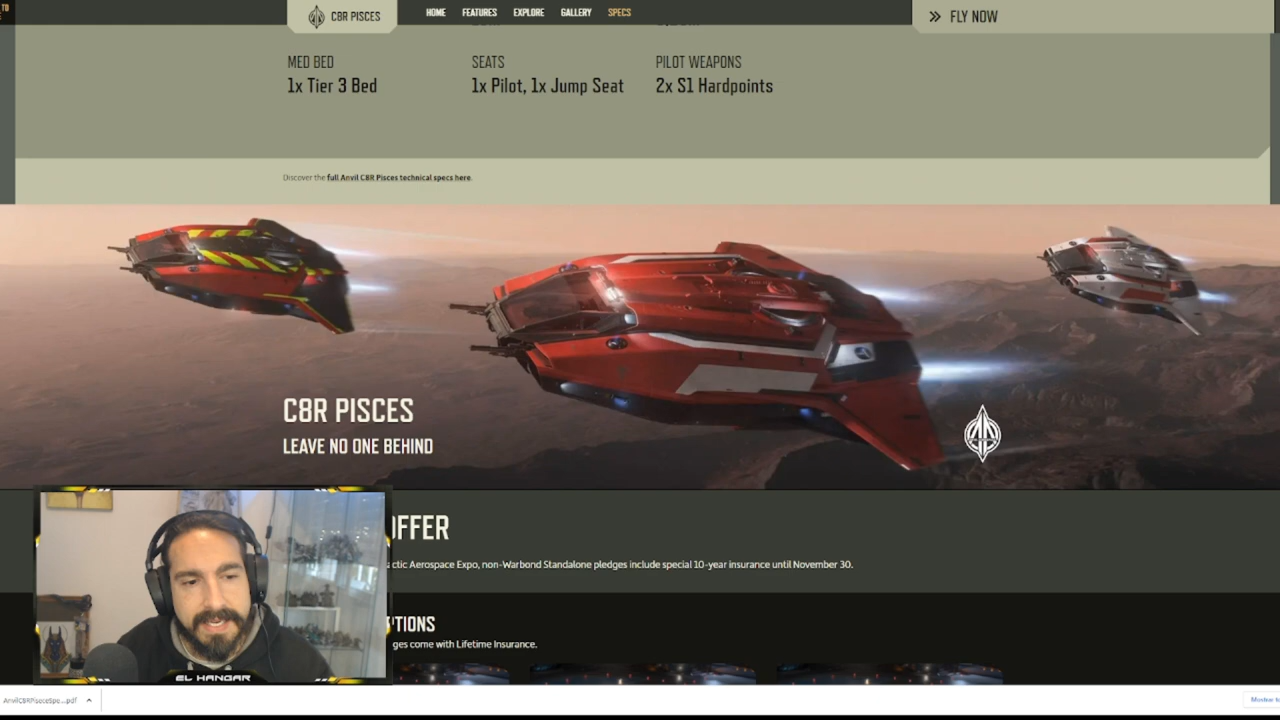 TO
C8R PISCES
HOME FEATURES EXPLORE GALLERY SPECS
FLY NOW
MED BED
1x Tier 3 Bed
SEATS
1x Pilot, 1x Jump Seat
PILOT WEAPONS
2x S1 Hardpoints
Discover the full Anvil C8R Pisces technical specs here.
C8R PISCES
LEAVE NO ONE BEHIND
OFFER
ctic Aerospace Expo, non-Warbond Standalone pledges include special 10-year insurance until November 30.
TIONS
ges come with Lifetime Insurance.
EL HANGAR
Mostrar